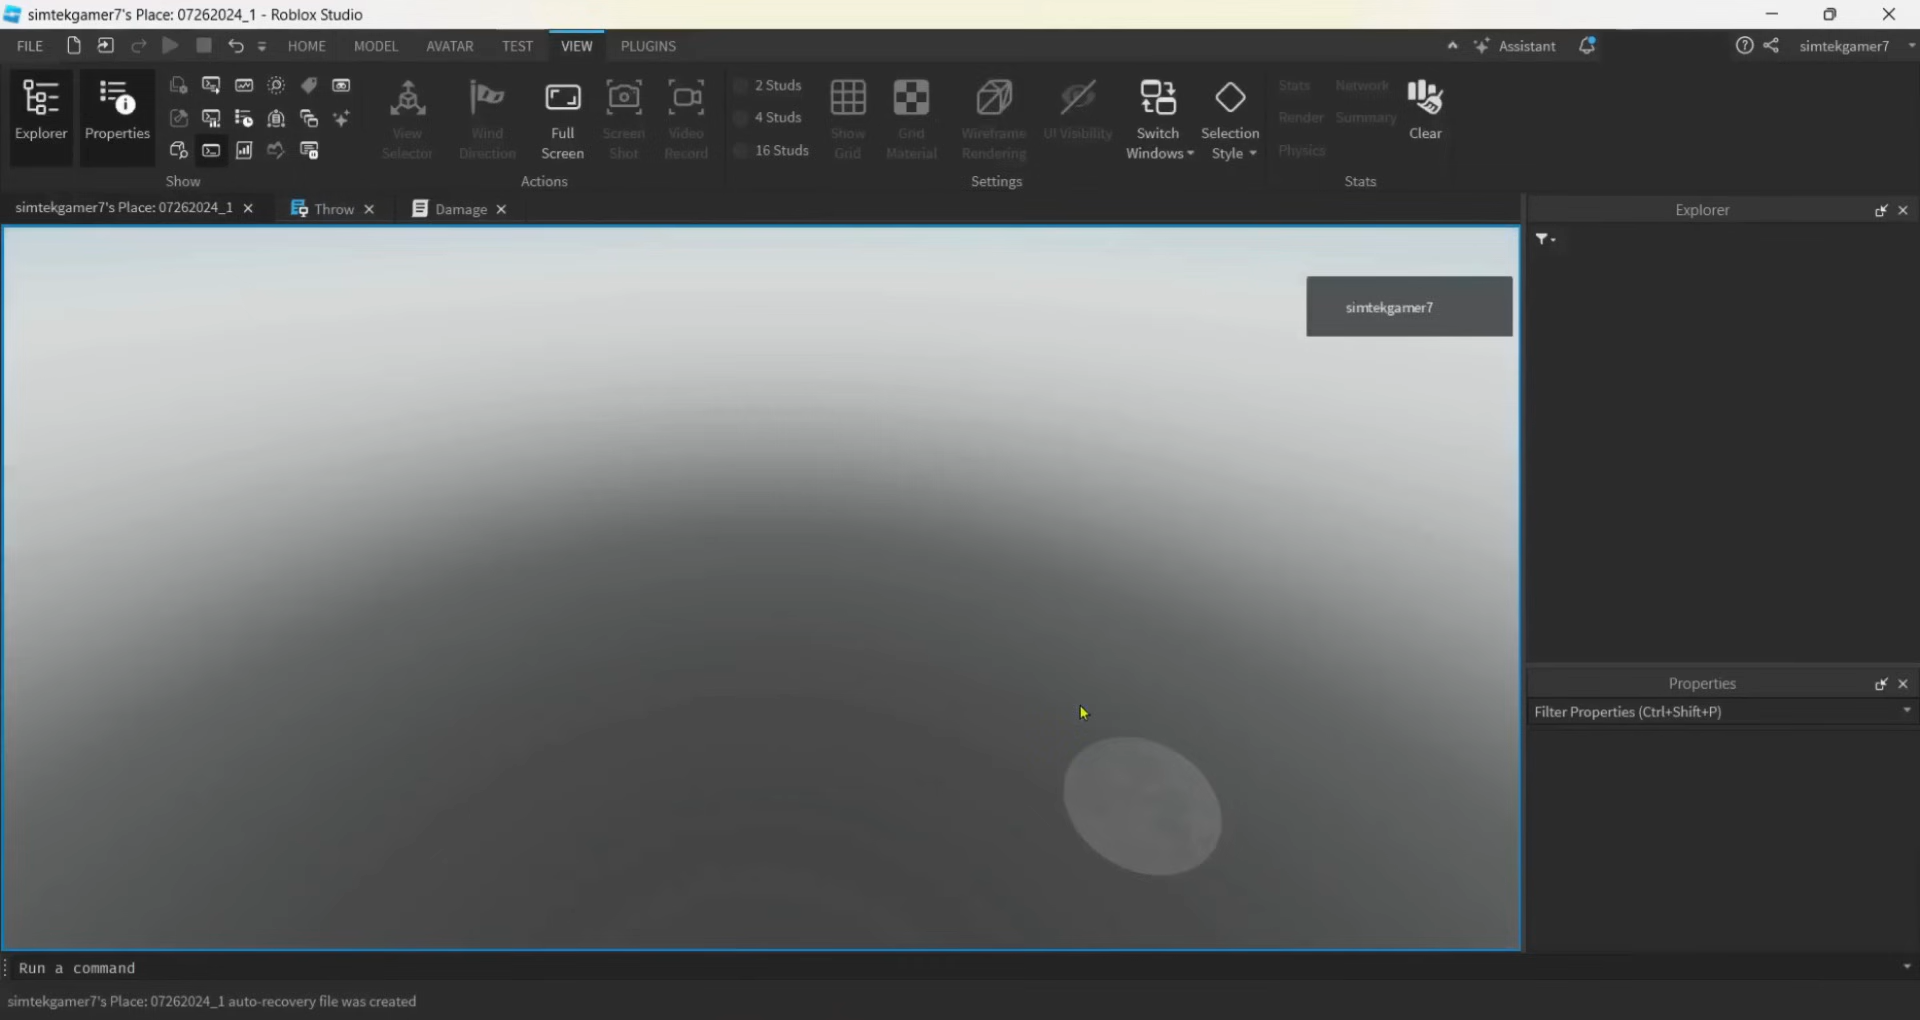 simtekgamer7's Place: 07262024_1 - Roblox Studio
FILE HOME MODEL AVATAR TEST VIEW PLUGINS Assistant simtekgamer7
Explorer
Properties
Show
View Selector
Wind Direction
Full Screen
Screen Shot
Video Record
Actions
2 Studs
4 Studs
16 Studs
Show Grid
Grid Material
Wireframe Rendering
UI Visibility
Switch Windows
Selection Style
Settings
Stats Network
Render Summary
Physics
Clear
Stats
simtekgamer7's Place: 07262024_1
Throw
Damage
Explorer
simtekgamer7
Properties
Filter Properties (Ctrl+Shift+P)
Run a command
simtekgamer7's Place: 07262024_1 auto-recovery file was created